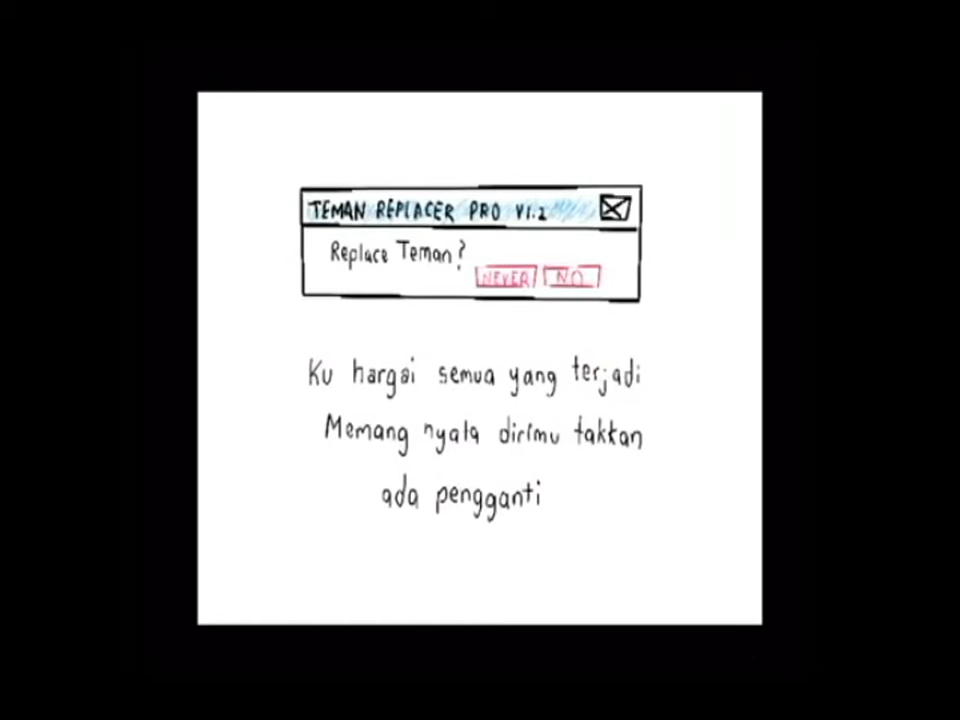 TEMAN REPLACER PRO V1.2
Replace Teman?
NEVER NO
Ku hargai semua yang terjadi
Memang nyala dirimu takkan
ada pengganti